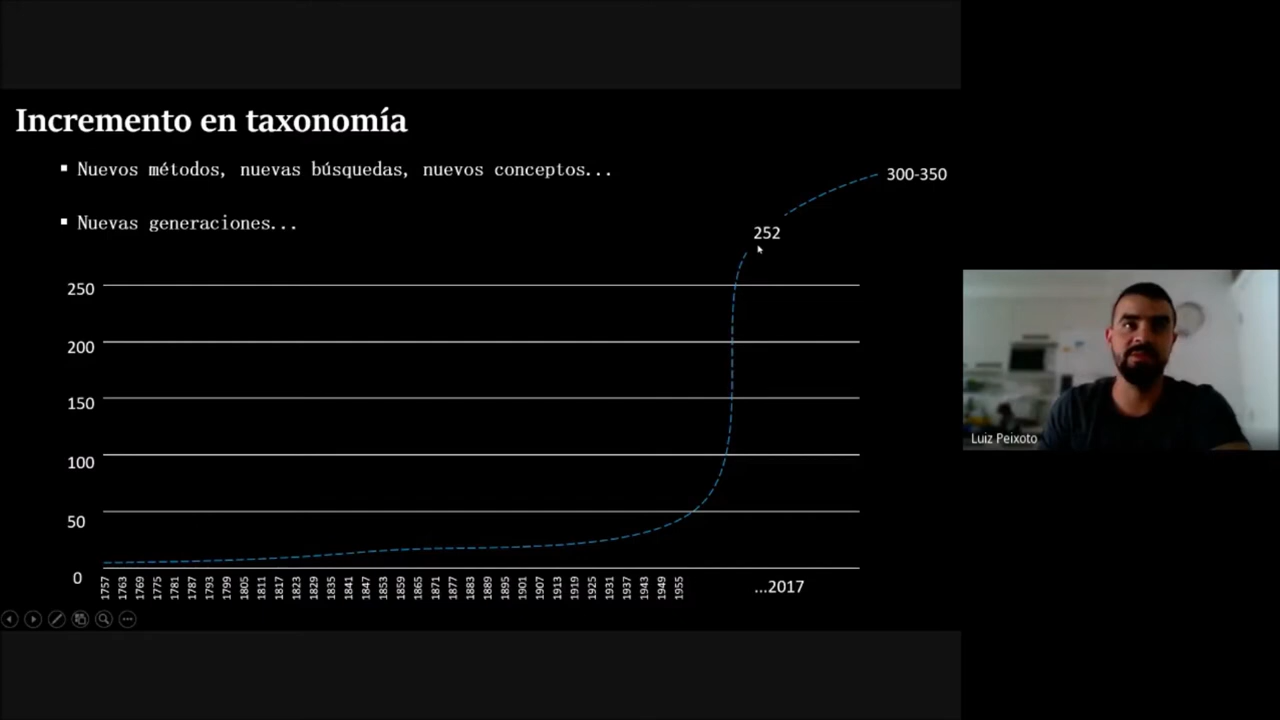 Incremento en taxonomía
▪ Nuevos métodos, nuevas búsquedas, nuevos conceptos...
▪ Nuevas generaciones...
300-350
252
250
200
150
100
50
0
1757 1763 1769 1775 1781 1787 1793 1799 1805 1811 1817 1823 1829 1835 1841 1847 1853 1859 1865 1871 1877 1883 1889 1895 1901 1907 1913 1919 1925 1931 1937 1943 1949 1955
...2017
Luiz Peixoto